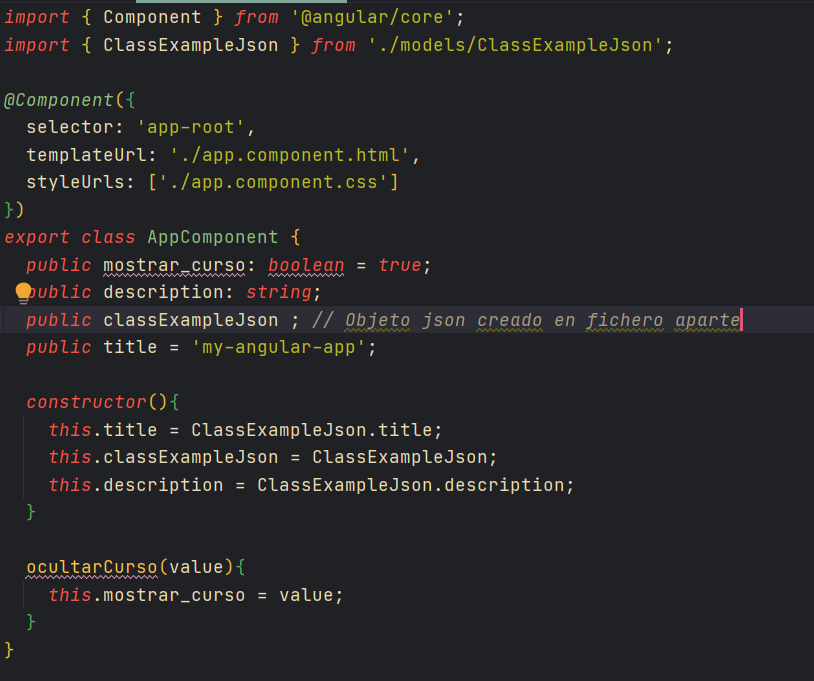 import { Component } from '@angular/core';
import { ClassExampleJson } from './models/ClassExampleJson';
@Component({
  selector: 'app-root',
  templateUrl: './app.component.html',
  styleUrls: ['./app.component.css']
})
export class AppComponent {
  public mostrar_curso: boolean = true;
  public description: string;
  public classExampleJson ; // Objeto json creado en fichero aparte
  public title = 'my-angular-app';
  constructor(){
    this.title = ClassExampleJson.title;
    this.classExampleJson = ClassExampleJson;
    this.description = ClassExampleJson.description;
  }
  ocultarCurso(value){
    this.mostrar_curso = value;
  }
}